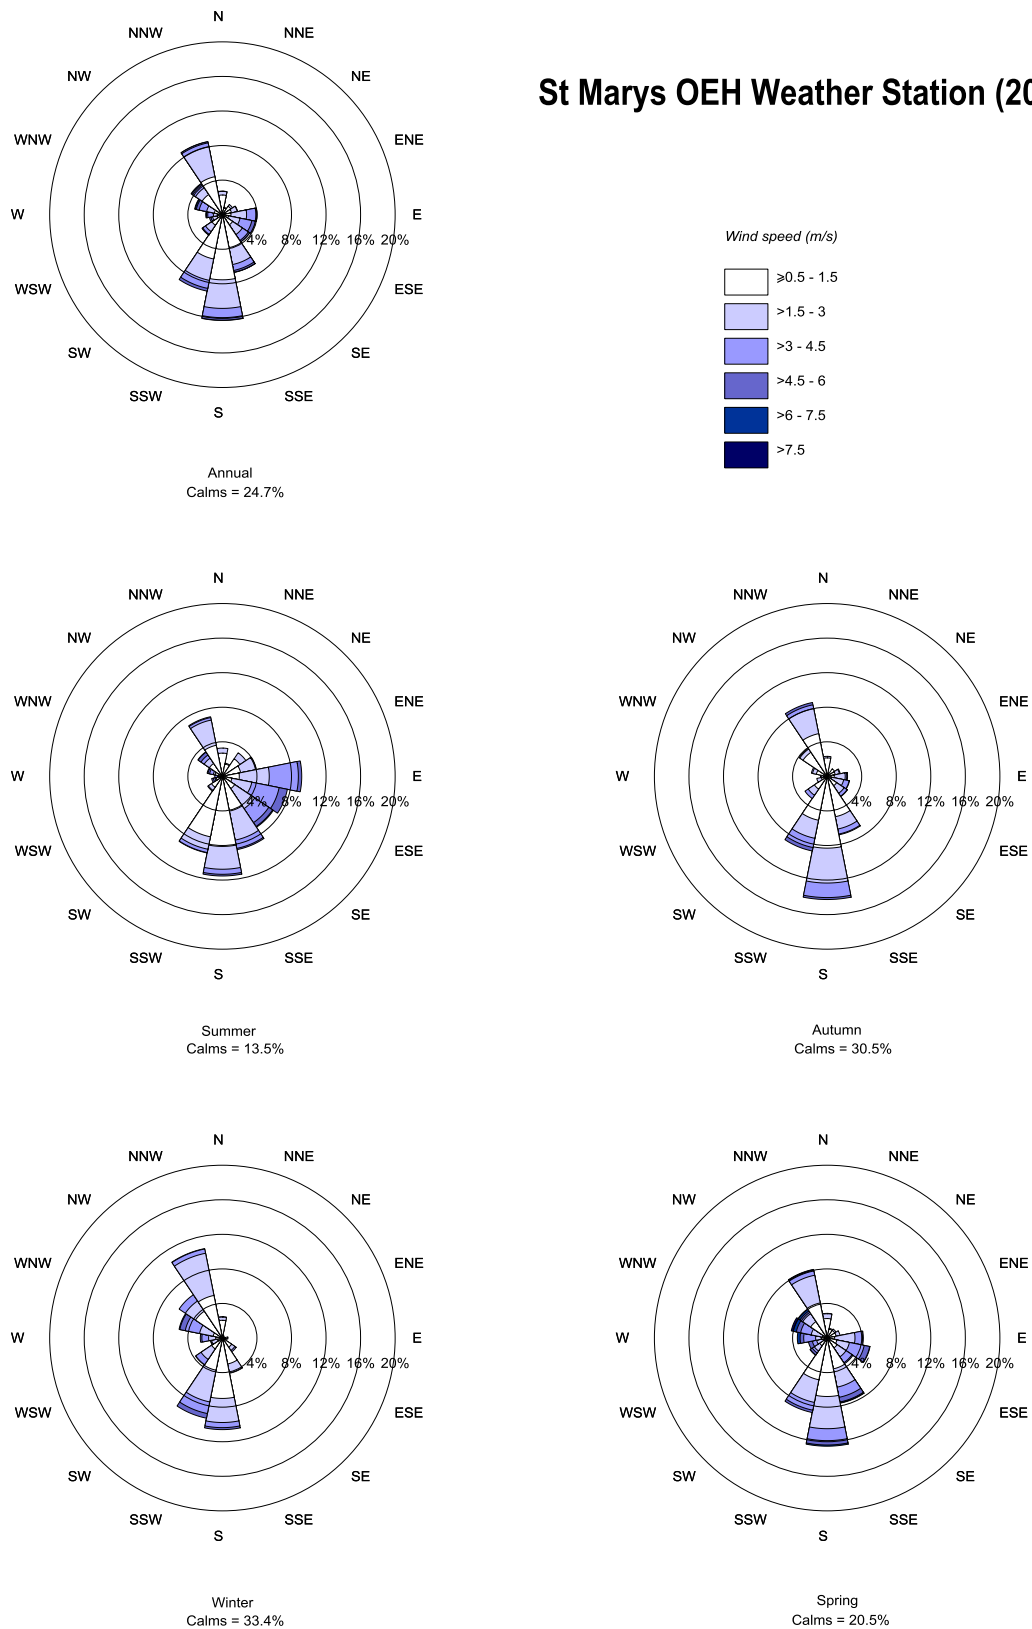 St Marys OEH Weather Station (20
N
NNW NNE
NW NE
WNW ENE
W E
4% 8% 12% 16% 20%
WSW ESE
SW SE
SSW SSE
S
Annual
Calms = 24.7%
Wind speed (m/s)
⩾0.5 - 1.5
>1.5 - 3
>3 - 4.5
>4.5 - 6
>6 - 7.5
>7.5
N
NNW NNE
NW NE
WNW ENE
W E
4% 8% 12% 16% 20%
WSW ESE
SW SE
SSW SSE
S
Summer
Calms = 13.5%
N
NNW NNE
NW NE
WNW ENE
W E
4% 8% 12% 16% 20%
WSW ESE
SW SE
SSW SSE
S
Autumn
Calms = 30.5%
N
NNW NNE
NW NE
WNW ENE
W E
4% 8% 12% 16% 20%
WSW ESE
SW SE
SSW SSE
S
Winter
Calms = 33.4%
N
NNW NNE
NW NE
WNW ENE
W E
4% 8% 12% 16% 20%
WSW ESE
SW SE
SSW SSE
S
Spring
Calms = 20.5%